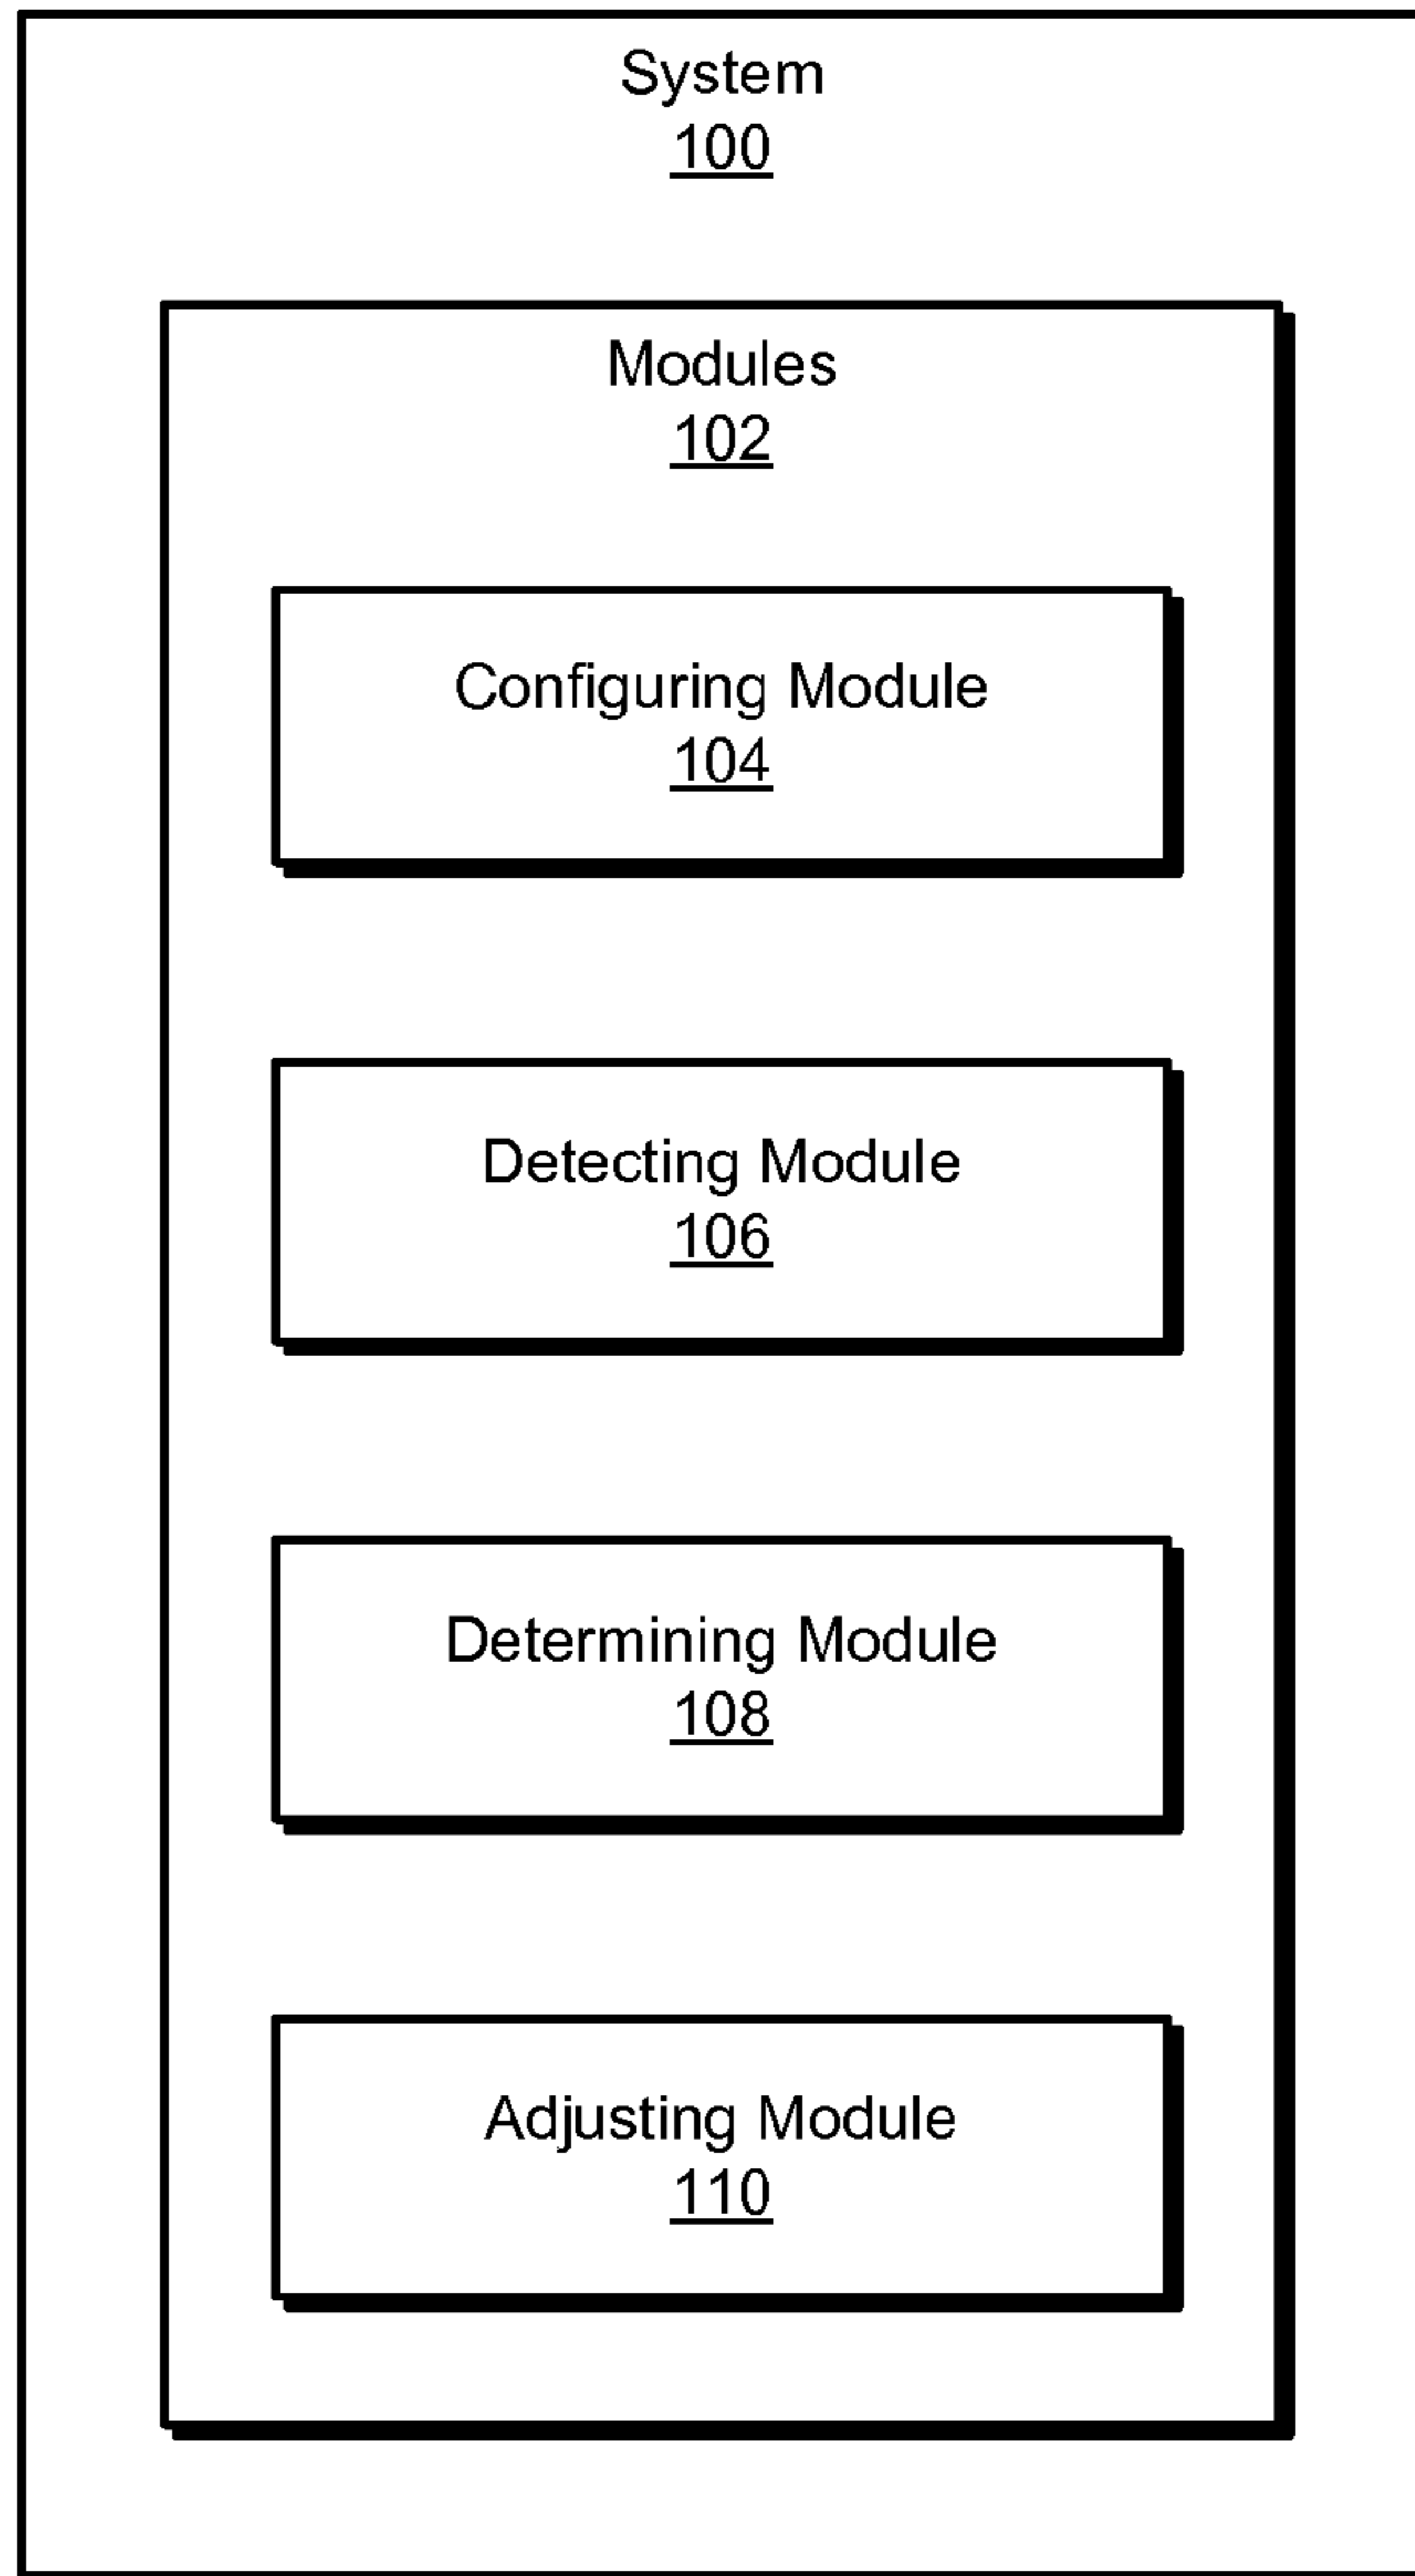 System
100
Modules
102
Configuring Module
104
Detecting Module
106
Determining Module
108
Adjusting Module
110